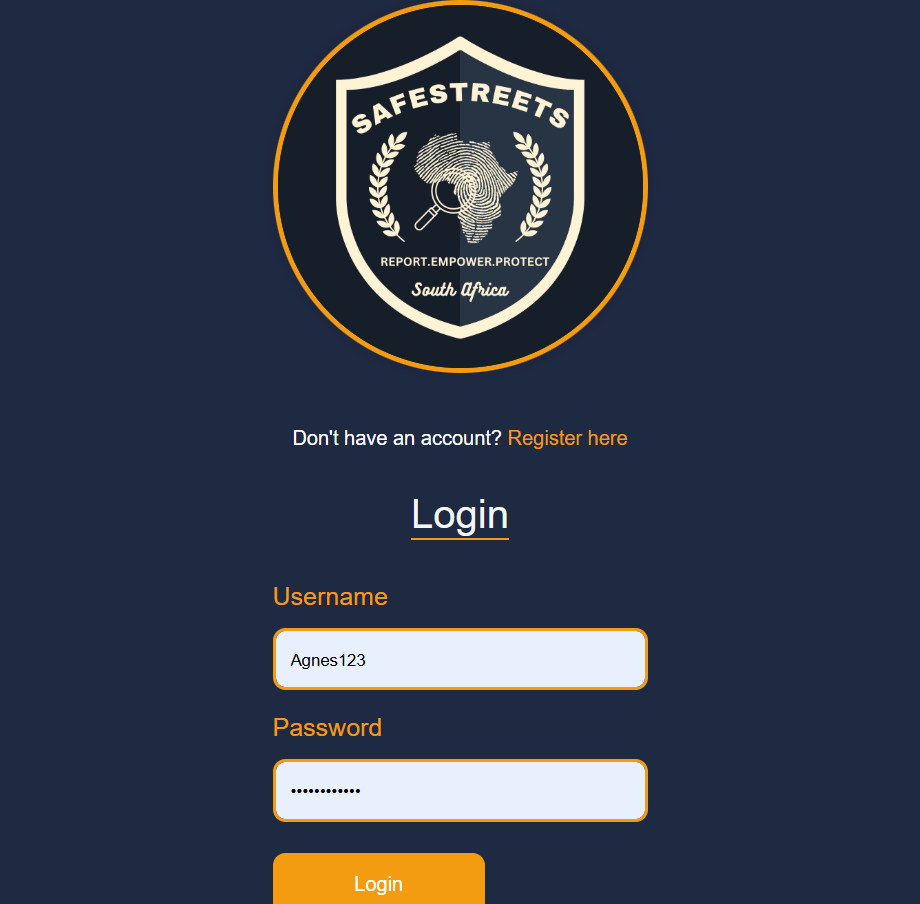 SAFESTREETS
REPORT.EMPOWER.PROTECT
South Africa
Don't have an account? Register here
Login
Username
Agnes123
Password
••••••••••••
Login